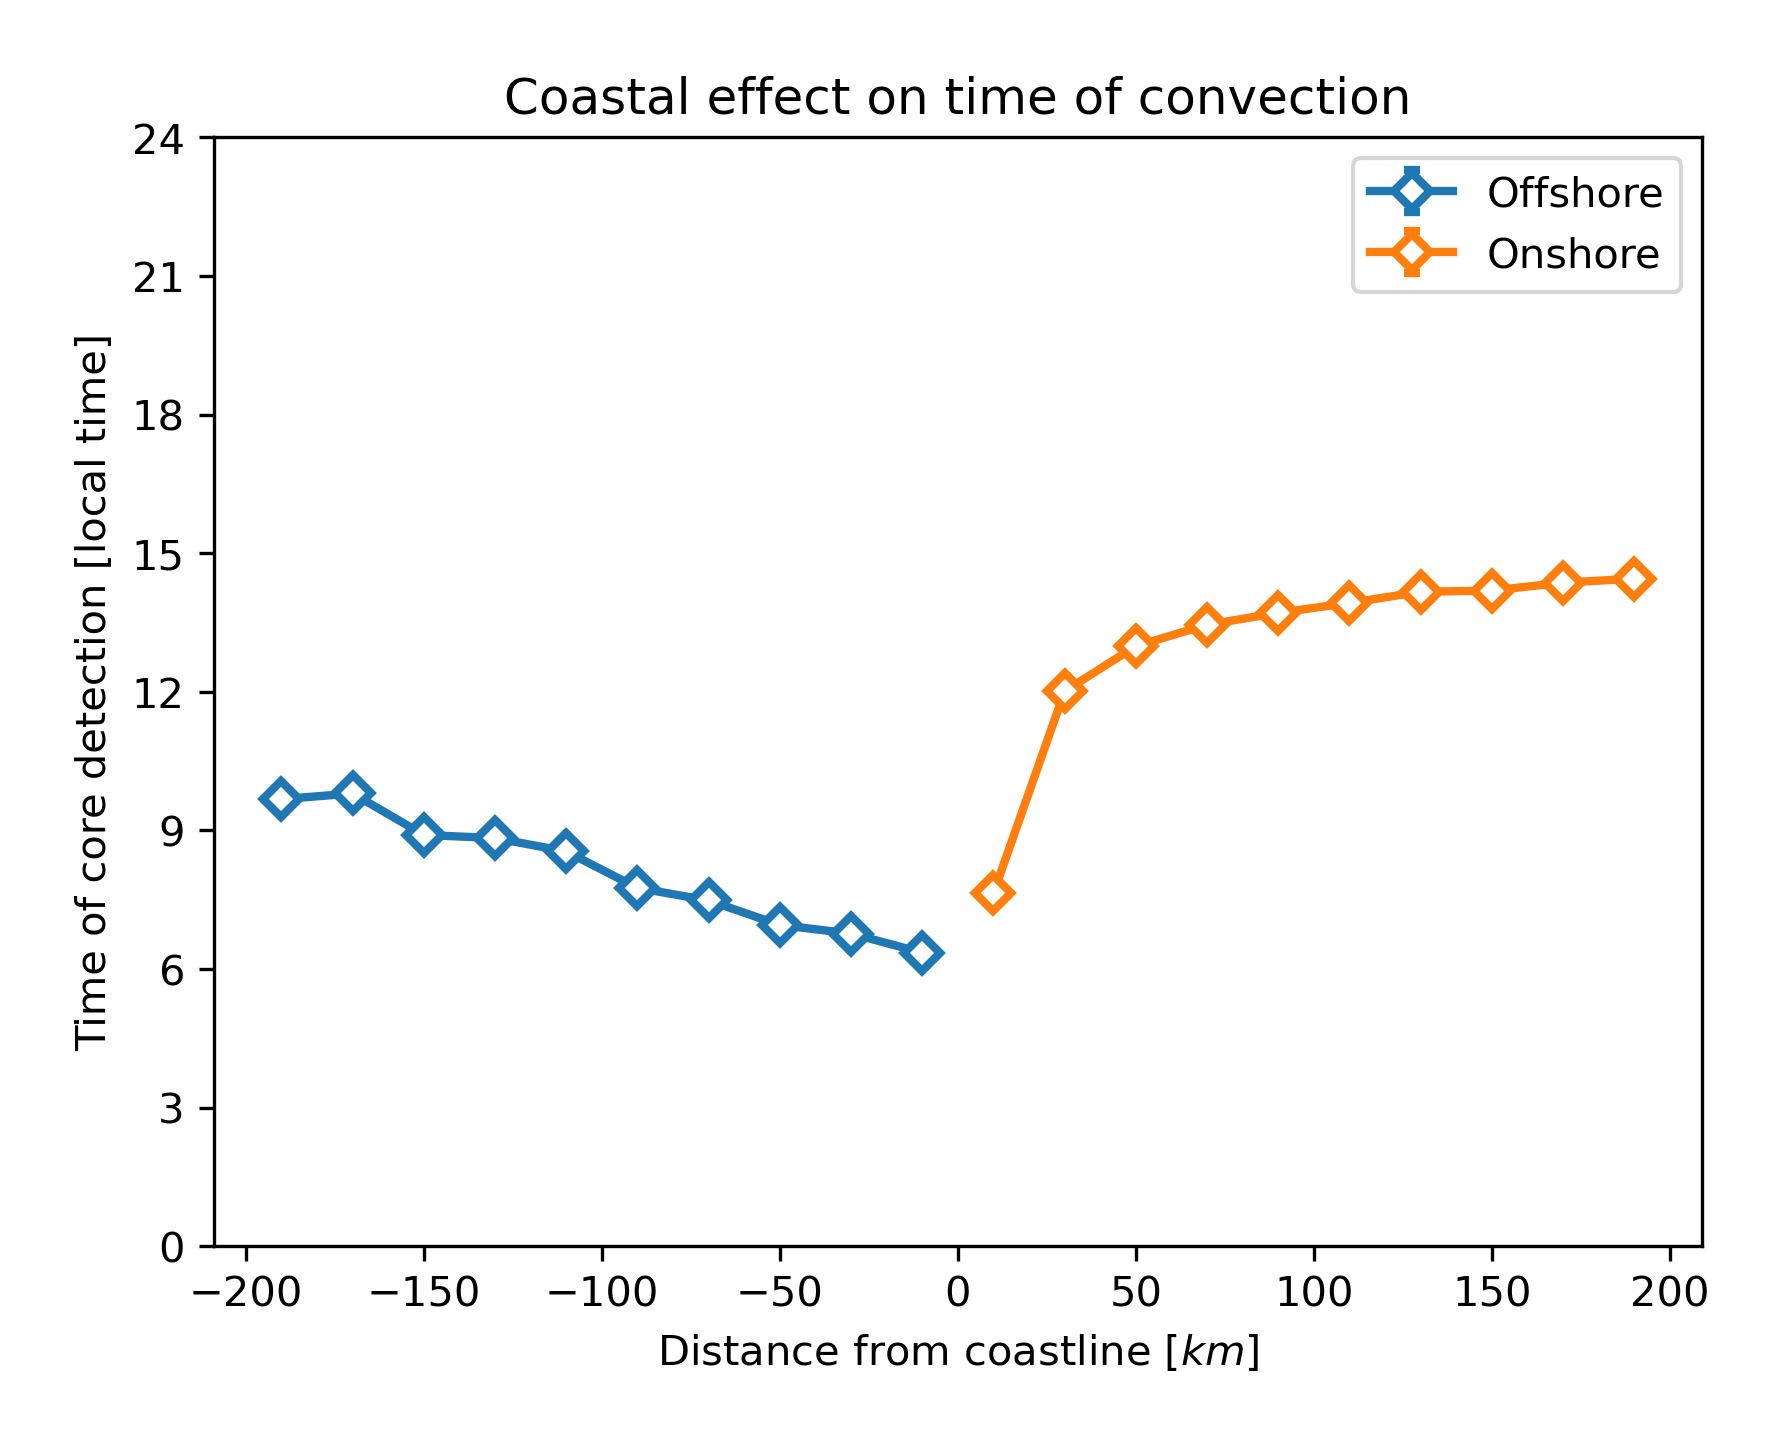 Coastal effect on time of convection
Offshore
Onshore
Time of core detection [local time]
24
21
18
15
12
9
6
3
0
−200 −150 −100 −50 0 50 100 150 200
Distance from coastline [km]